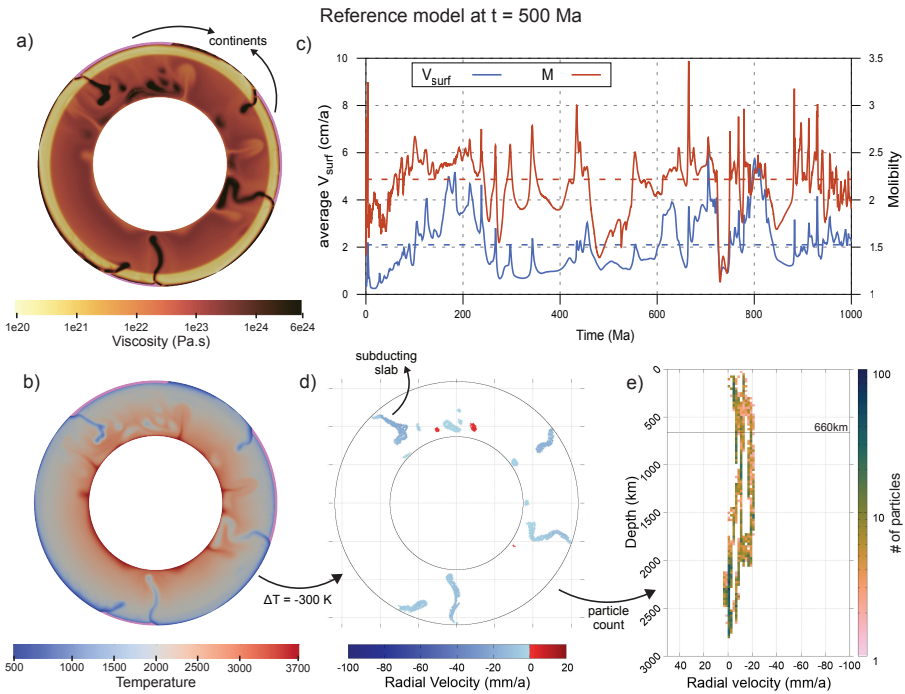 Reference model at t = 500 Ma
a)
continents
1e20 1e21 1e22 1e23 1e24 6e24
Viscosity (Pa.s)
c)
V_surf M
10
8
6
4
2
0
average V_surf (cm/a)
3.5
3
2.5
2
1.5
1
Molibity
0 200 400 600 800 1000
Time (Ma)
b)
ΔT = -300 K
500 1000 2000 3000 3700
Temperature
d)
subducting
slab
particle
count
-100 -80 -60 -40 -20 0 20
Radial Velocity (mm/a)
e)
0
500
1000
1500
2000
2500
3000
Depth (km)
660km
40 20 0 -20 -40 -60 -80 -100
Radial velocity (mm/a)
100
10
1
# of particles